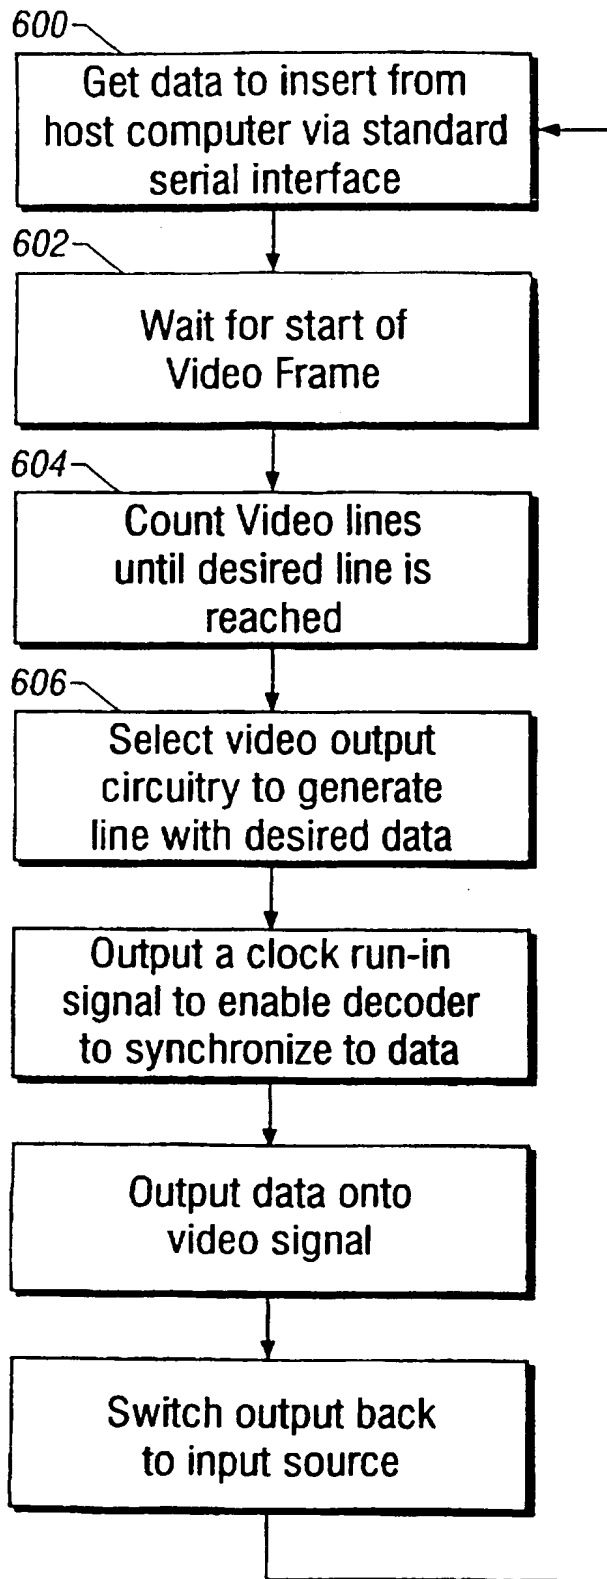 600
Get data to insert from
host computer via standard
serial interface
602
Wait for start of
Video Frame
604
Count Video lines
until desired line is
reached
606
Select video output
circuitry to generate
line with desired data
Output a clock run-in
signal to enable decoder
to synchronize to data
Output data onto
video signal
Switch output back
to input source